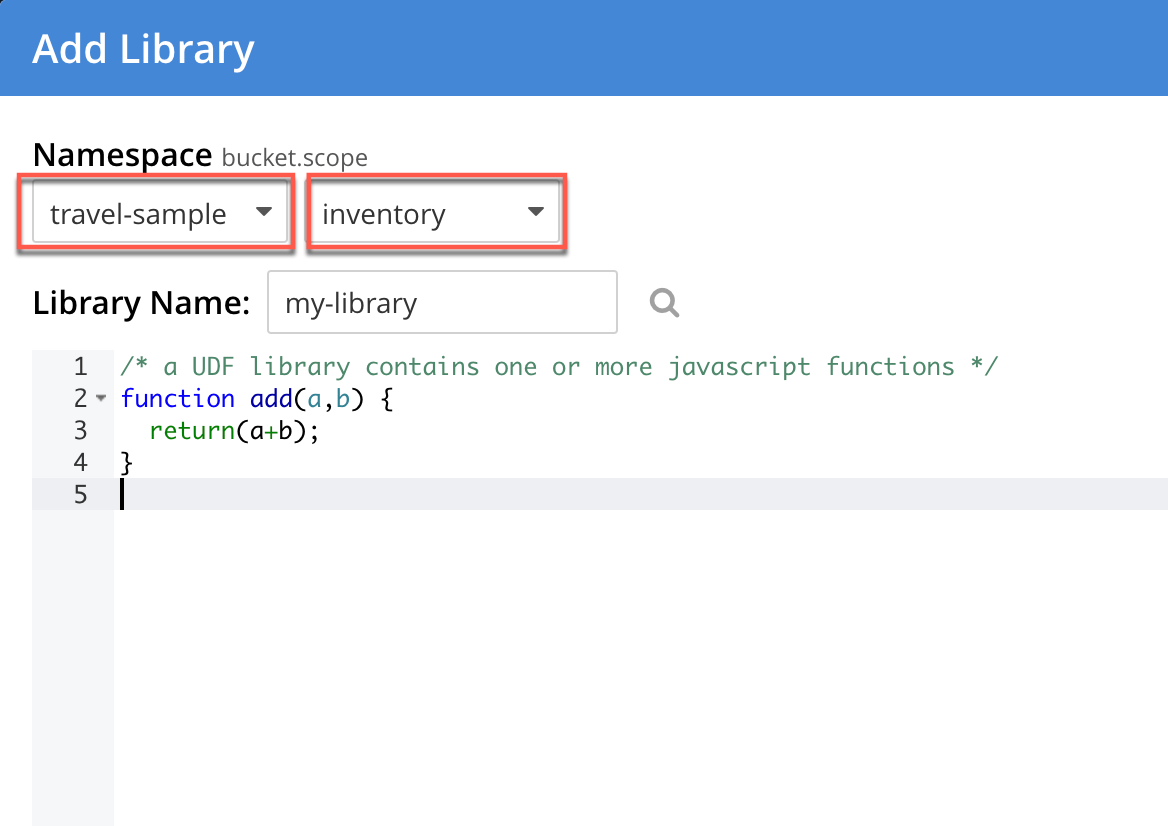 Add Library
Namespace bucket.scope
travel-sample inventory
Library Name: my-library
1 /* a UDF library contains one or more javascript functions */
2 function add(a,b) {
3   return(a+b);
4 }
5